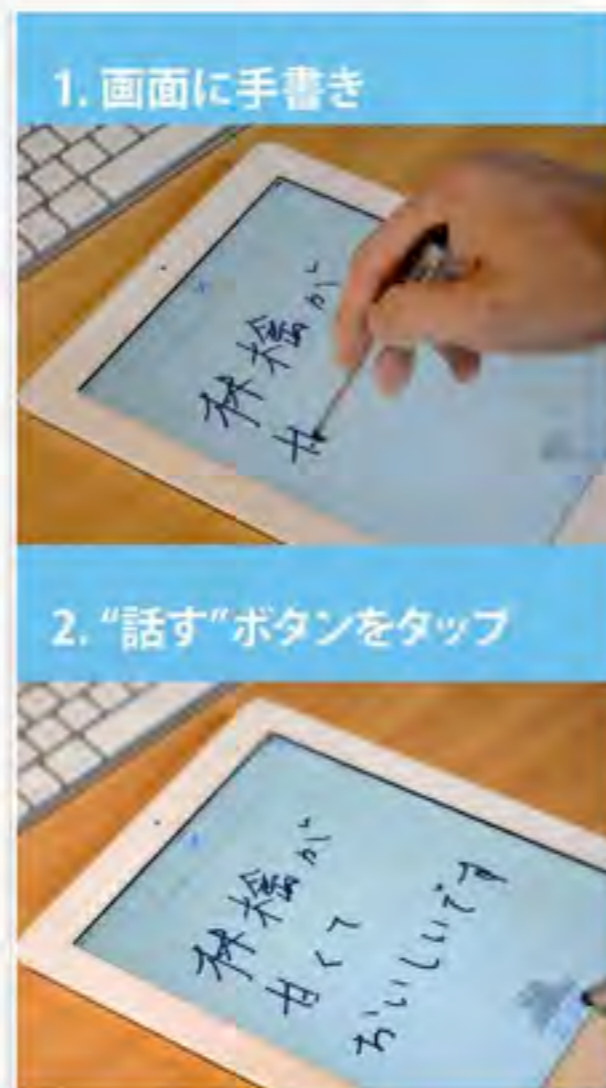 1. 画面に手書き
林檎が
甘
2. “話す”ボタンをタップ
林檎が
甘くて
おいしいです